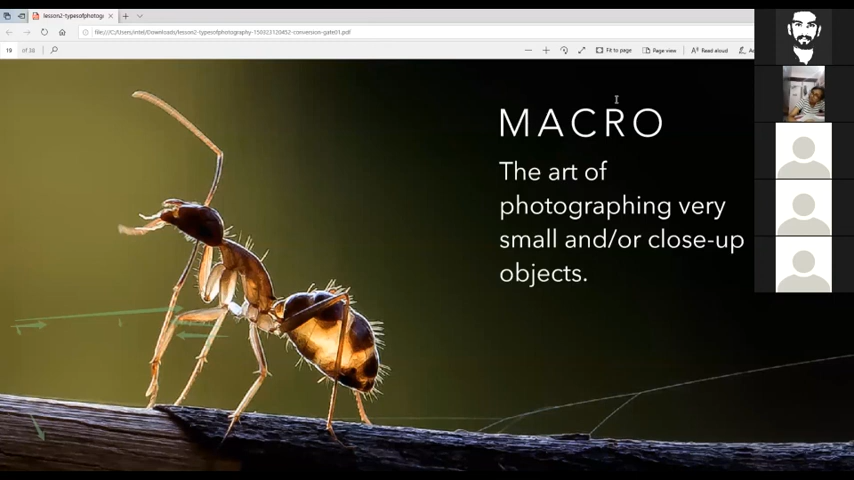 lesson2-typesofphotogr
file:///C:/Users/intel/Downloads/lesson2-typesofphotography-150323120452-conversion-gate01.pdf
19 of 38 Fit to page Page view Read aloud
MACRO
The art of
photographing very
small and/or close-up
objects.